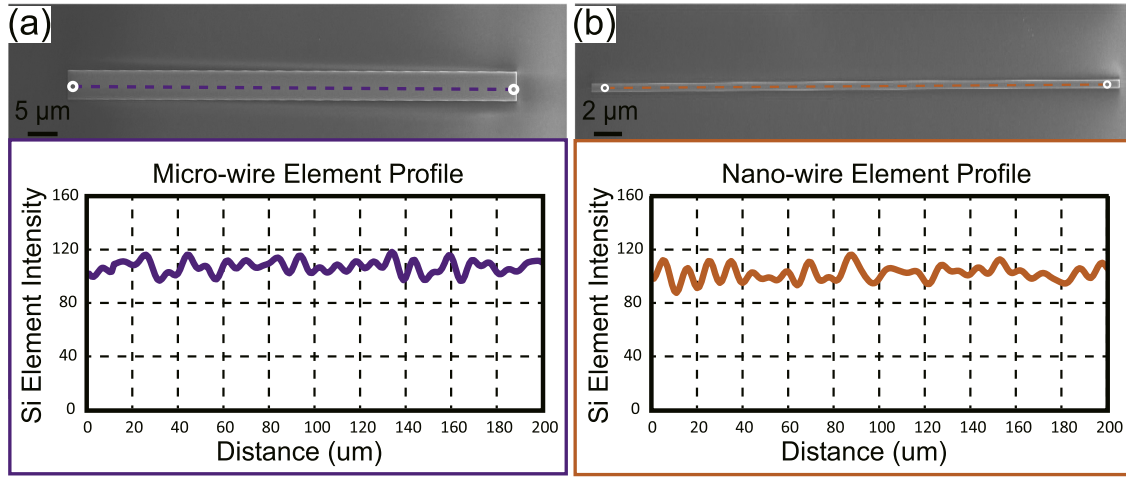 (a)
5 µm
Micro-wire Element Profile
Si Element Intensity
160
120
80
40
0
0 20 40 60 80 100 120 140 160 180 200
Distance (um)
(b)
2 µm
Nano-wire Element Profile
Si Element Intensity
160
120
80
40
0
0 20 40 60 80 100 120 140 160 180 200
Distance (um)